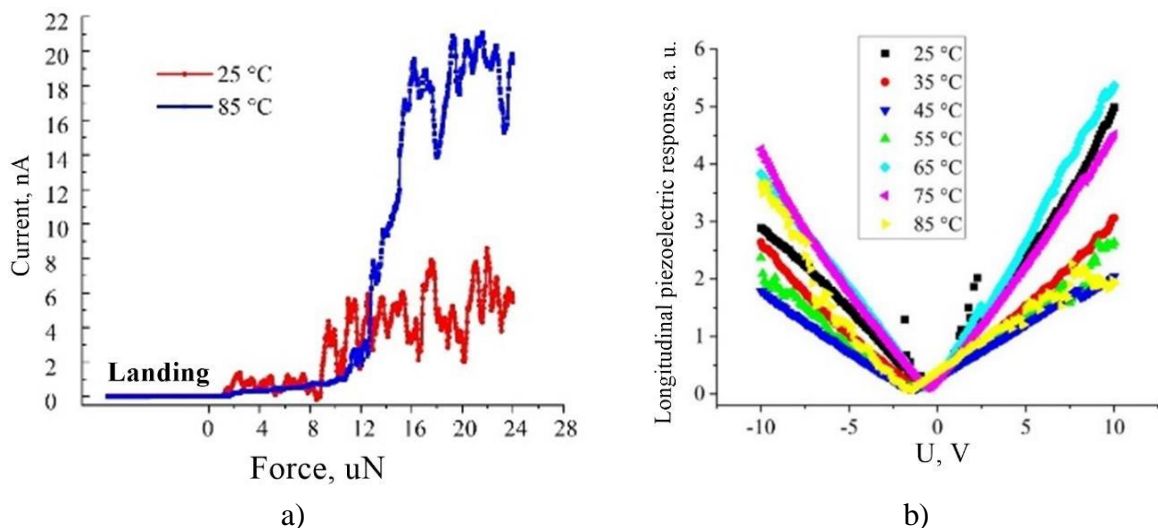 22
20
18
16
14
12
10
8
6
4
2
0
Current, nA
25 °C
85 °C
Landing
0 4 8 12 16 20 24 28
Force, uN
a)
6
5
4
3
2
1
0
Longitudinal piezoelectric response, a. u.
25 °C
35 °C
45 °C
55 °C
65 °C
75 °C
85 °C
-10 -5 0 5 10
U, V
b)